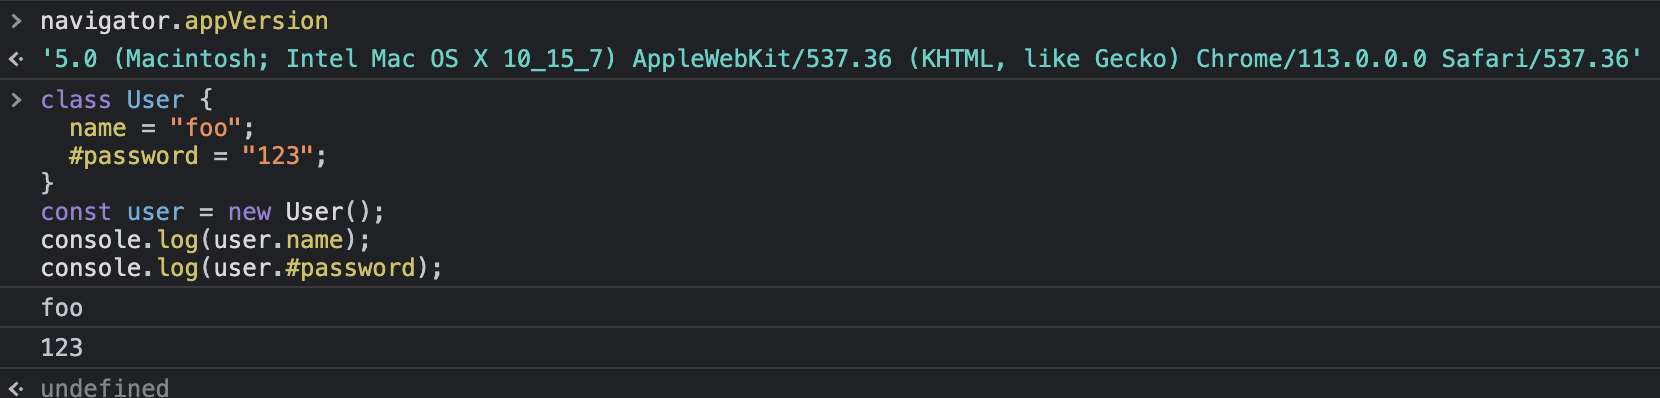 > navigator.appVersion
<· '5.0 (Macintosh; Intel Mac OS X 10_15_7) AppleWebKit/537.36 (KHTML, like Gecko) Chrome/113.0.0.0 Safari/537.36'
> class User {
  name = "foo";
  #password = "123";
}
const user = new User();
console.log(user.name);
console.log(user.#password);
foo
123
<· undefined